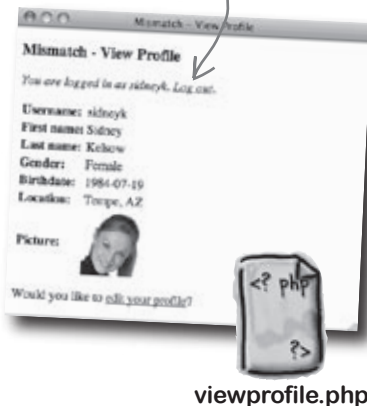 Mismatch - View Profile
Mismatch - View Profile
You are logged in as sidneyk. Log out.
Username: sidneyk
First name: Sidney
Last name: Kelsow
Gender: Female
Birthdate: 1984-07-19
Location: Tempe, AZ
Picture:
Would you like to edit your profile?
<? php
?>
viewprofile.php